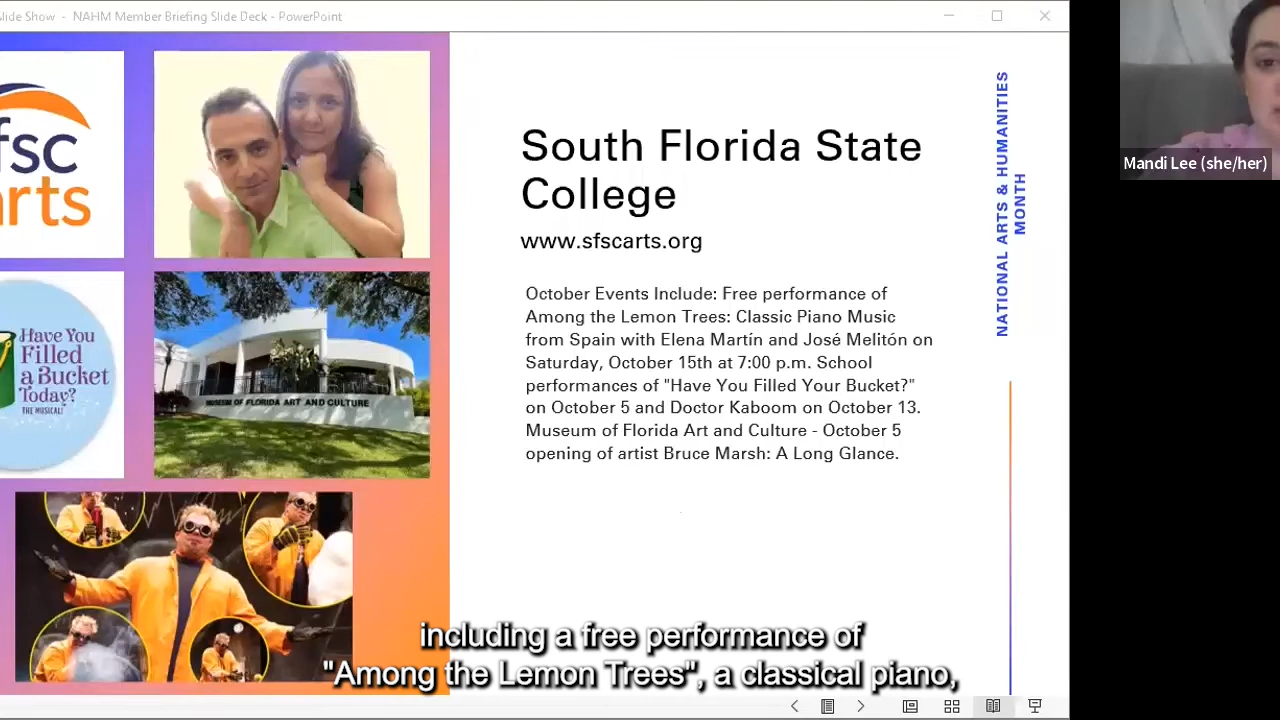 lide Show - NAHM Member Briefing Slide Deck - PowerPoint
fsc
arts
South Florida State
College
www.sfscarts.org
October Events Include: Free performance of
Among the Lemon Trees: Classic Piano Music
from Spain with Elena Martín and José Melitón on
Saturday, October 15th at 7:00 p.m. School
performances of "Have You Filled Your Bucket?"
on October 5 and Doctor Kaboom on October 13.
Museum of Florida Art and Culture - October 5
opening of artist Bruce Marsh: A Long Glance.
NATIONAL ARTS & HUMANITIES
MONTH
Mandi Lee (she/her)
Have You
Filled
a Bucket
Today?
THE MUSICAL!
MUSEUM OF FLORIDA ART AND CULTURE
including a free performance of
"Among the Lemon Trees", a classical piano,